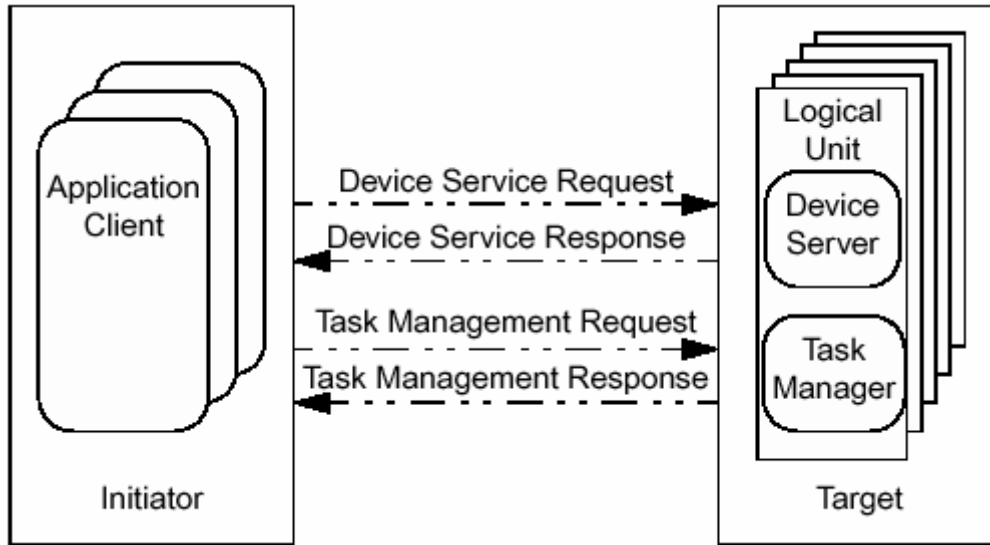 Application
Client
Initiator
Device Service Request
Device Service Response
Task Management Request
Task Management Response
Logical
Unit
Device
Server
Task
Manager
Target